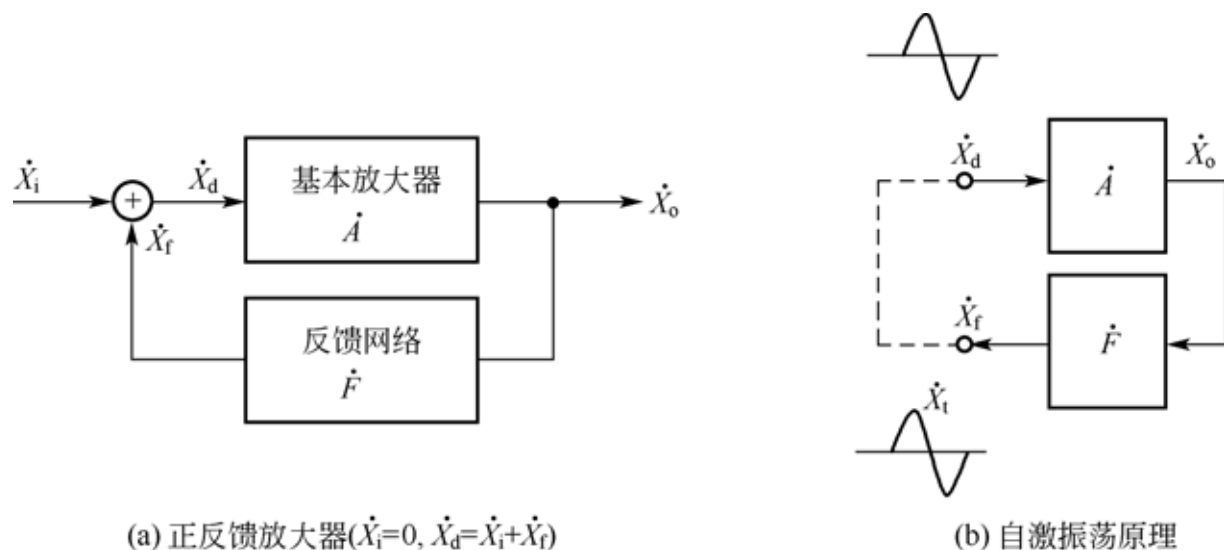 Ẋi
+
Ẋd
Ẋf
基本放大器
Ȧ
Ẋo
反馈网络
Ḟ
(a) 正反馈放大器(Ẋi=0, Ẋd=Ẋi+Ẋf)
Ẋd
Ȧ
Ẋo
Ẋf
Ḟ
Ẋt
(b) 自激振荡原理